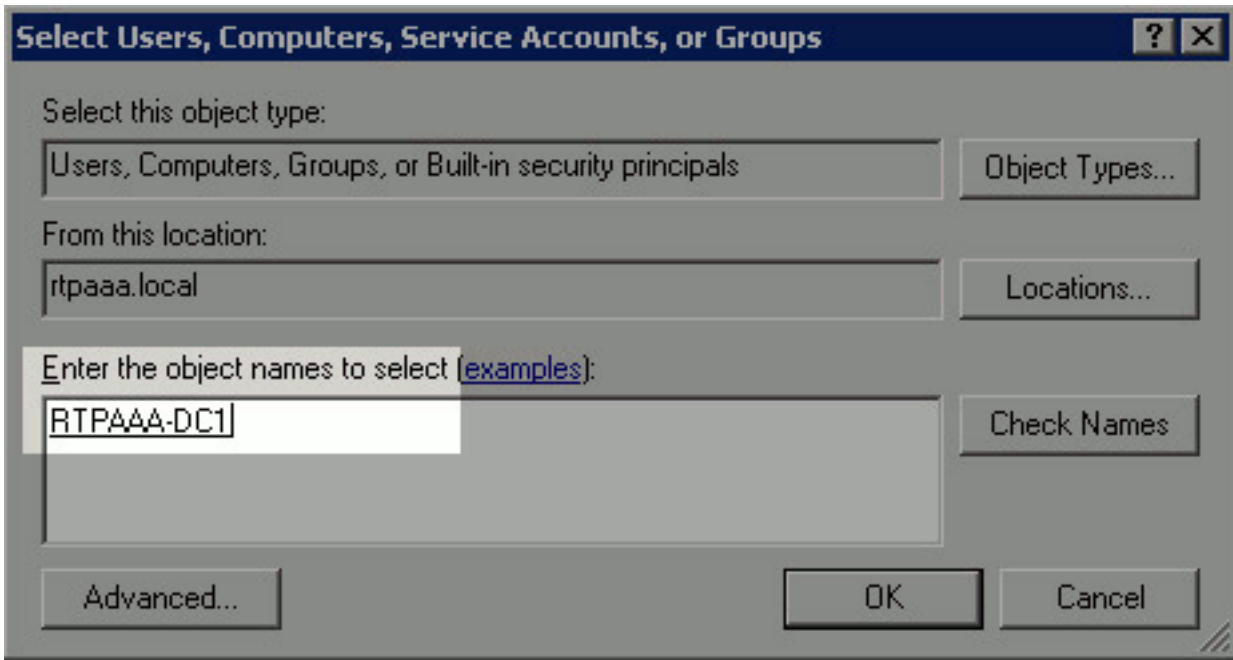 Select Users, Computers, Service Accounts, or Groups
Select this object type:
Users, Computers, Groups, or Built-in security principals
Object Types...
From this location:
rtpaaa.local
Locations...
Enter the object names to select (examples):
RTPAAA-DC1
Check Names
Advanced...
OK
Cancel